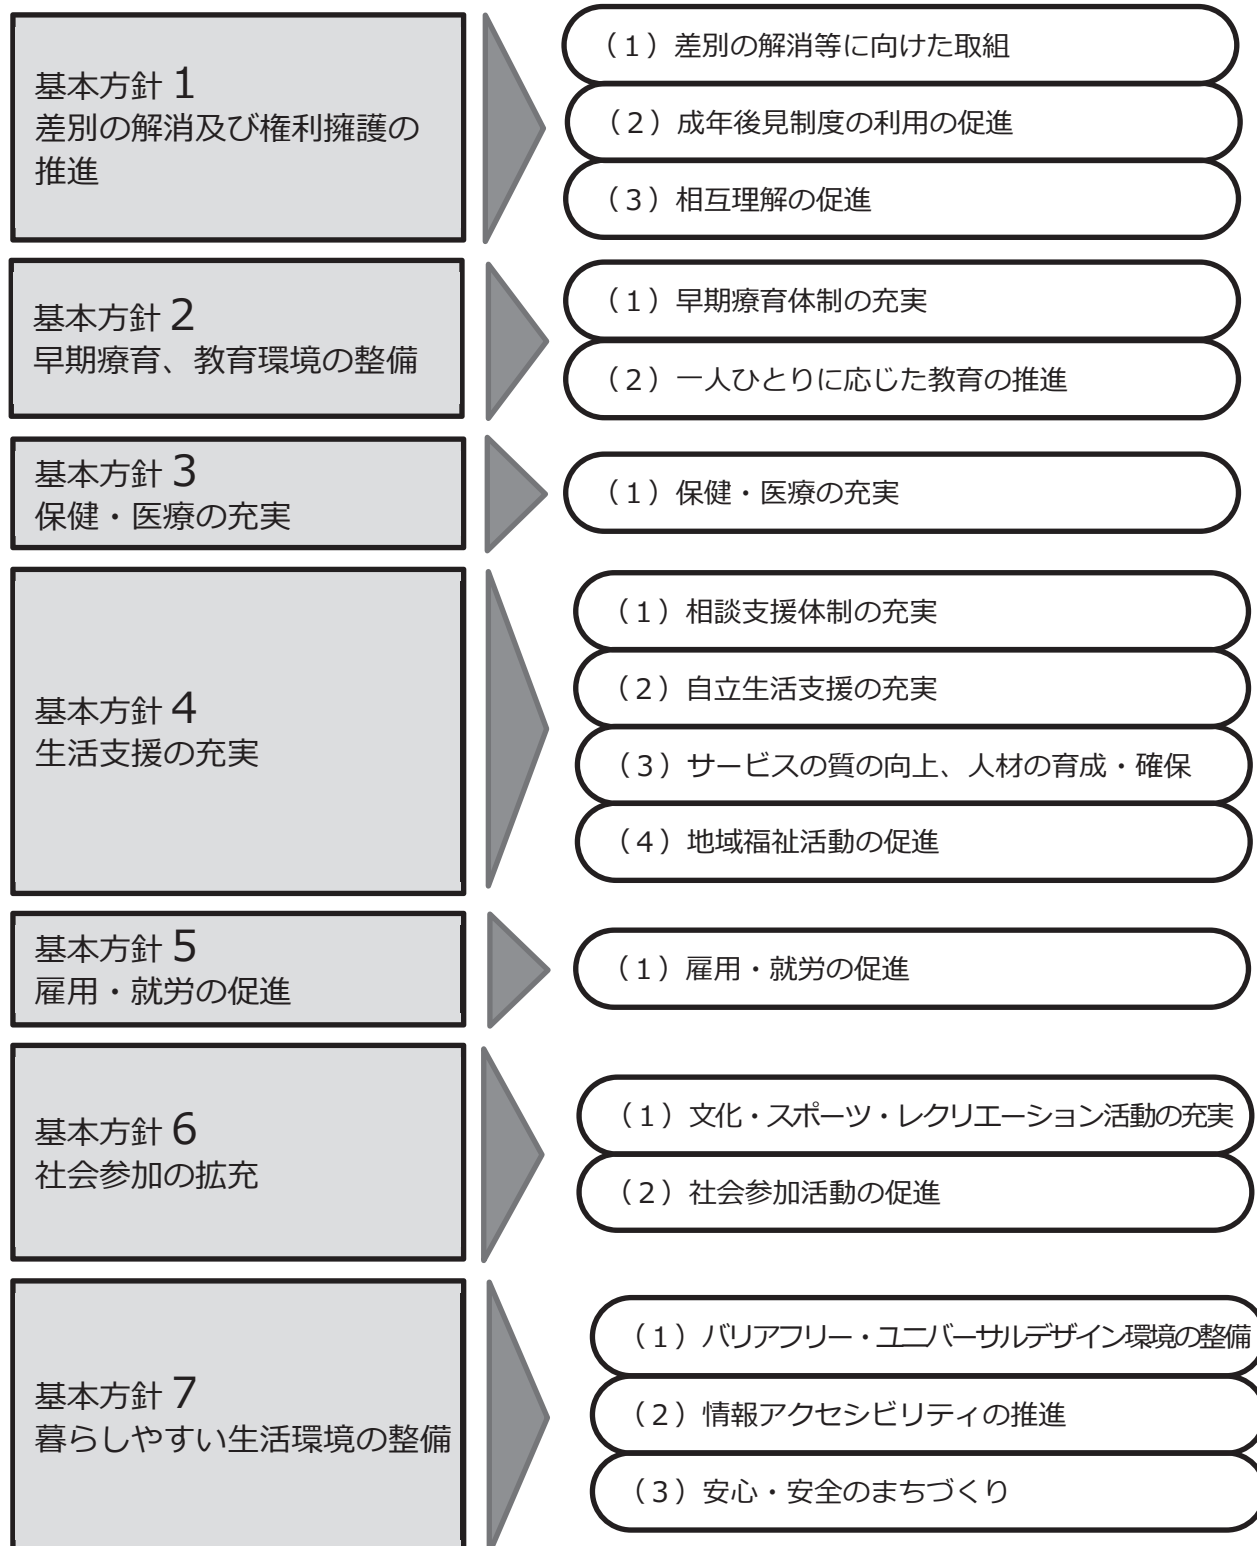 基本方針 1
差別の解消及び権利擁護の
推進
（１）差別の解消等に向けた取組
（２）成年後見制度の利用の促進
（３）相互理解の促進
基本方針 2
早期療育、教育環境の整備
（１）早期療育体制の充実
（２）一人ひとりに応じた教育の推進
基本方針 3
保健・医療の充実
（１）保健・医療の充実
基本方針 4
生活支援の充実
（１）相談支援体制の充実
（２）自立生活支援の充実
（３）サービスの質の向上、人材の育成・確保
（４）地域福祉活動の促進
基本方針 5
雇用・就労の促進
（１）雇用・就労の促進
基本方針 6
社会参加の拡充
（１）文化・スポーツ・レクリエーション活動の充実
（２）社会参加活動の促進
基本方針 7
暮らしやすい生活環境の整備
（１）バリアフリー・ユニバーサルデザイン環境の整備
（２）情報アクセシビリティの推進
（３）安心・安全のまちづくり